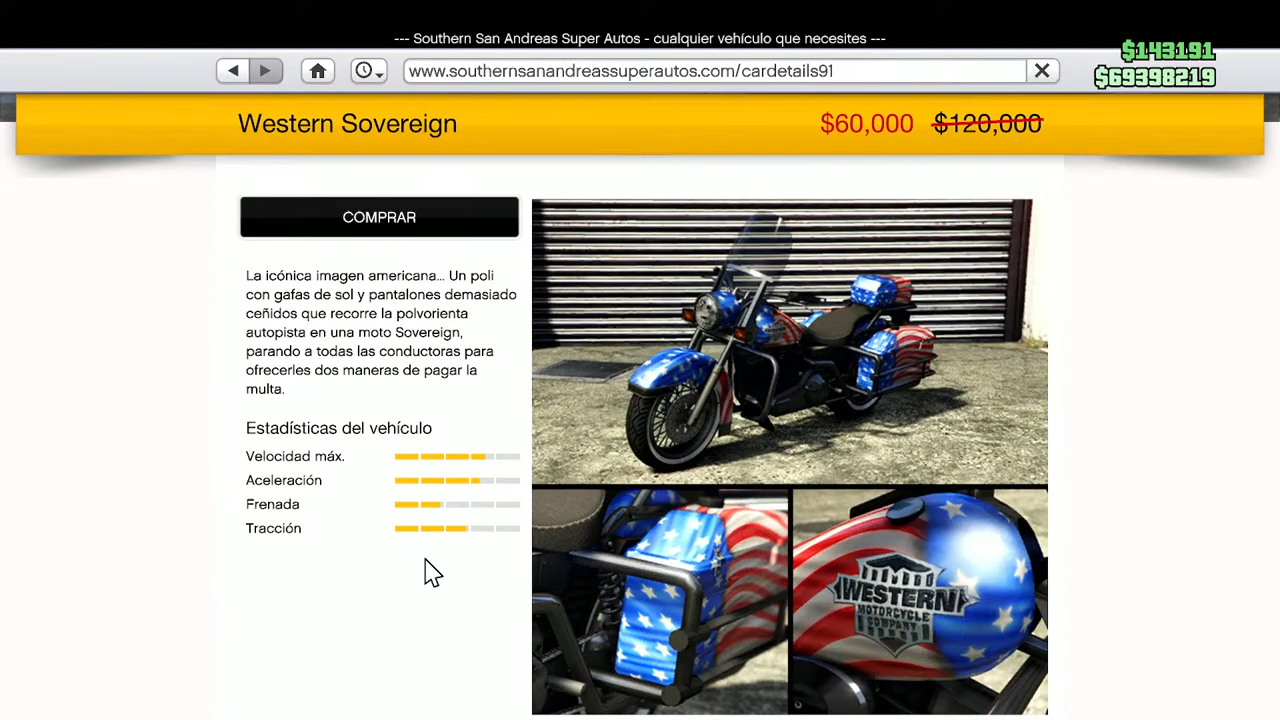 --- Southern San Andreas Super Autos - cualquier vehículo que necesites ---
www.southernsanandreassuperautos.com/cardetails91
$143191
$69398219
Western Sovereign
$60,000 $120,000
COMPRAR
La icónica imagen americana... Un poli
con gafas de sol y pantalones demasiado
ceñidos que recorre la polvorienta
autopista en una moto Sovereign,
parando a todas las conductoras para
ofrecerles dos maneras de pagar la
multa.
Estadísticas del vehículo
Velocidad máx.
Aceleración
Frenada
Tracción
WESTERN
MOTORCYCLE
COMPANY